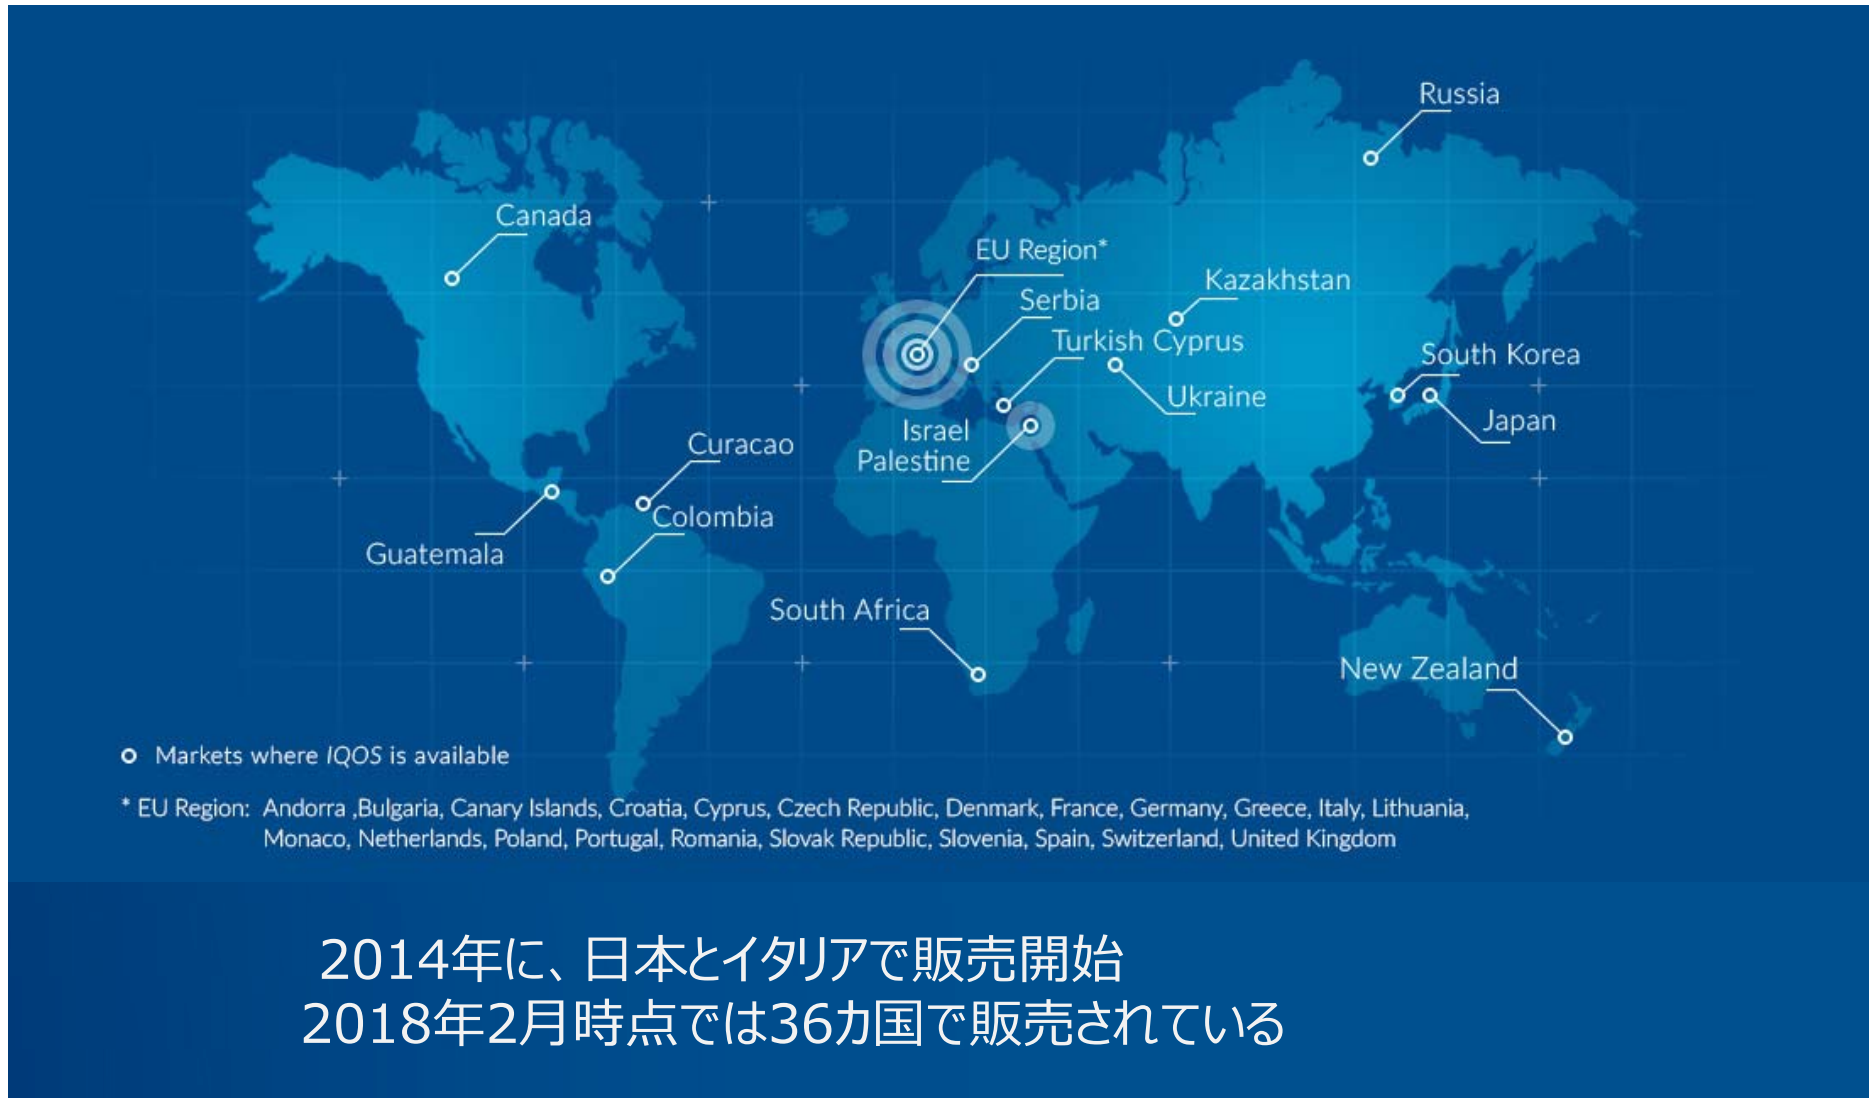 Russia
Canada
EU Region*
Kazakhstan
Serbia
Turkish Cyprus
South Korea
Ukraine
Japan
Israel
Palestine
Curacao
Colombia
Guatemala
South Africa
New Zealand
Markets where IQOS is available
* EU Region: Andorra ,Bulgaria, Canary Islands, Croatia, Cyprus, Czech Republic, Denmark, France, Germany, Greece, Italy, Lithuania,
Monaco, Netherlands, Poland, Portugal, Romania, Slovak Republic, Slovenia, Spain, Switzerland, United Kingdom
2014年に、日本とイタリアで販売開始
2018年2月時点では36カ国で販売されている